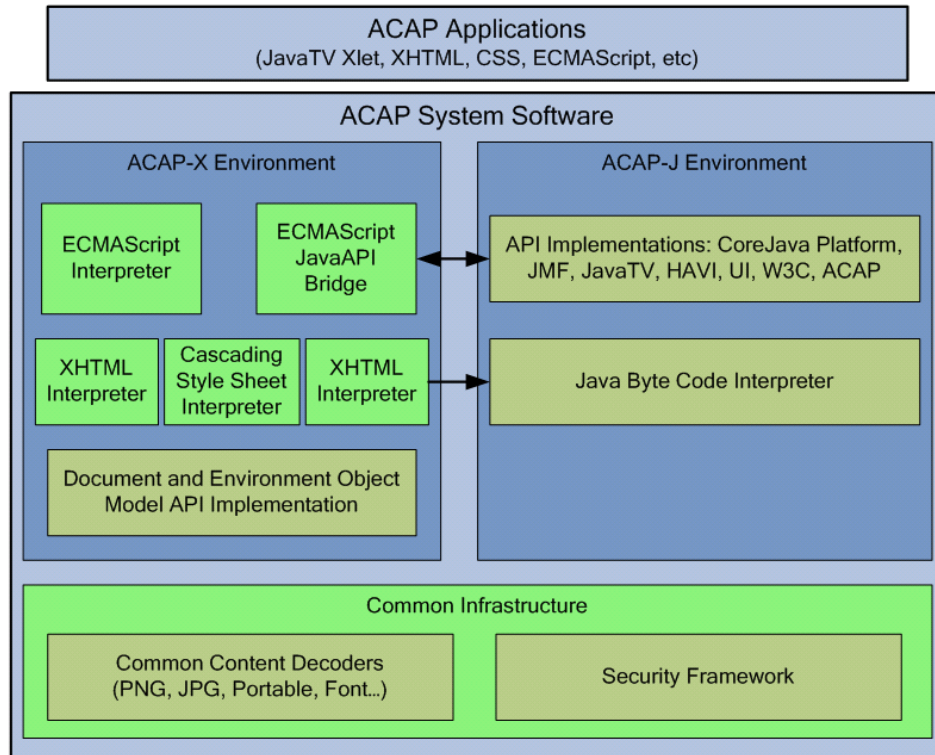 ACAP Applications
(JavaTV Xlet, XHTML, CSS, ECMAScript, etc)
ACAP System Software
ACAP-X Environment
ECMAScript
Interpreter
ECMAScript
JavaAPI
Bridge
XHTML
Interpreter
Cascading
Style Sheet
Interpreter
XHTML
Interpreter
Document and Environment Object
Model API Implementation
ACAP-J Environment
API Implementations: CoreJava Platform,
JMF, JavaTV, HAVI, UI, W3C, ACAP
Java Byte Code Interpreter
Common Infrastructure
Common Content Decoders
(PNG, JPG, Portable, Font...)
Security Framework